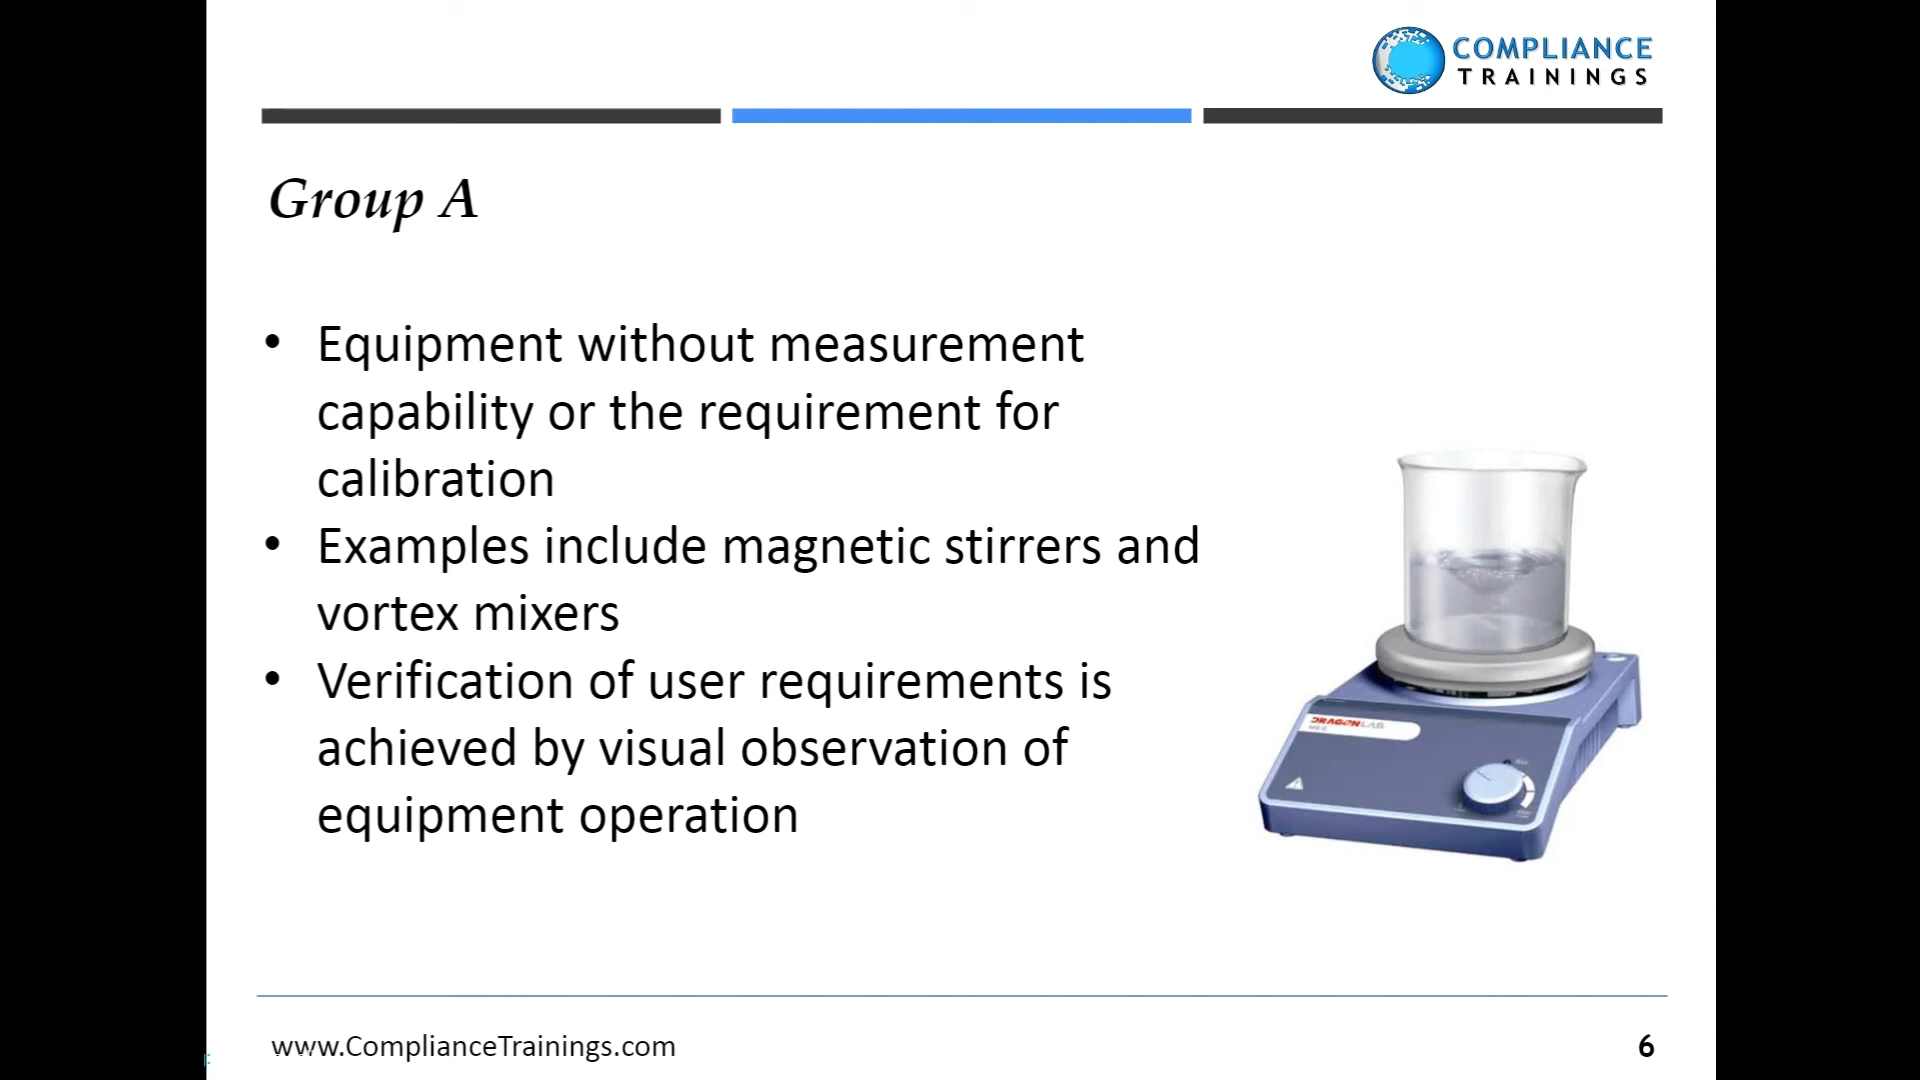 COMPLIANCE
TRAININGS
Group A
• Equipment without measurement
capability or the requirement for
calibration
• Examples include magnetic stirrers and
vortex mixers
• Verification of user requirements is
achieved by visual observation of
equipment operation
DRAGONLAB
www.ComplianceTrainings.com
6